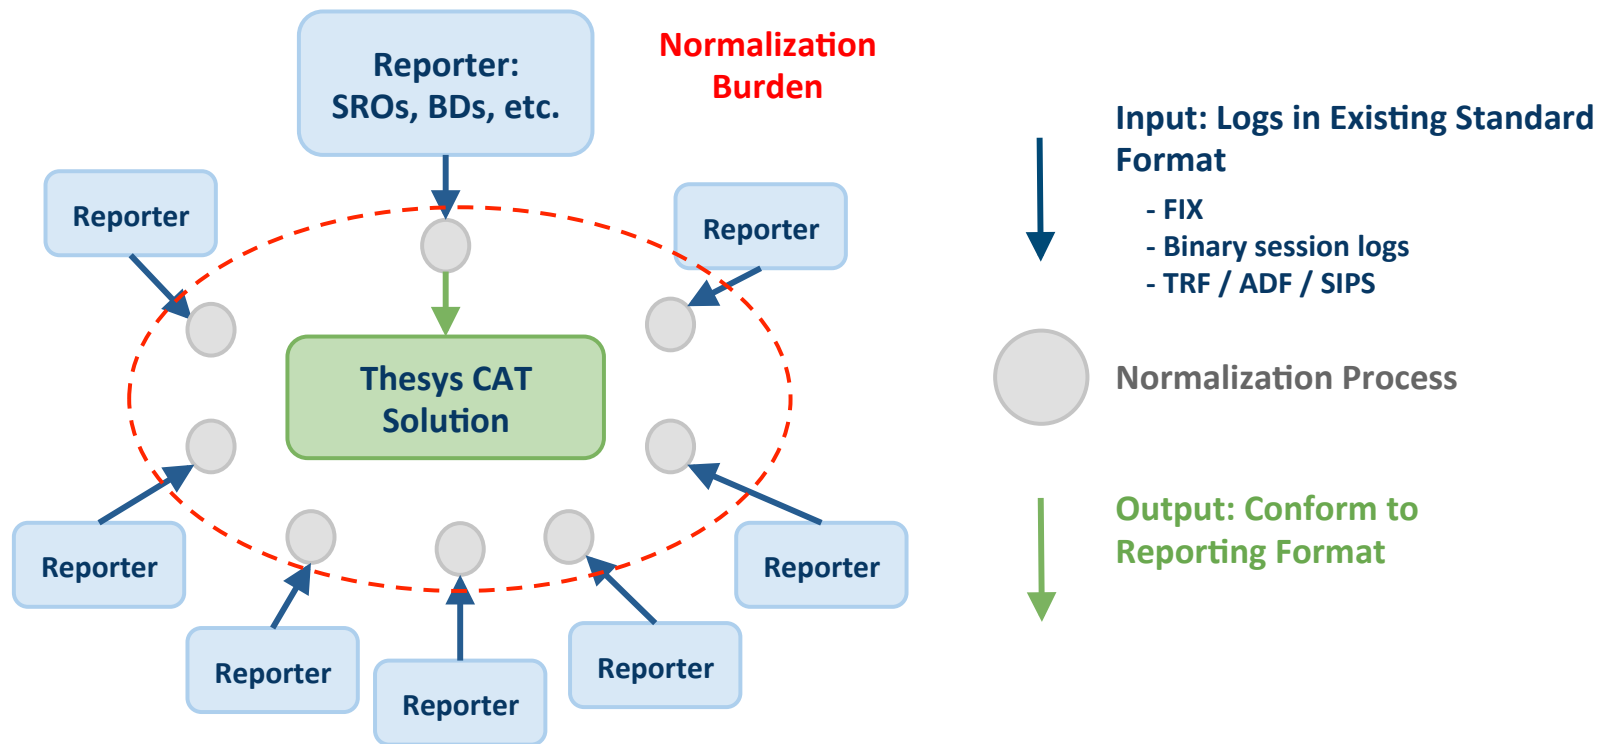 Reporter:
SROs, BDs, etc.
Normalization
Burden
Reporter
Reporter
Thesys CAT
Solution
Reporter
Reporter
Reporter
Reporter
Reporter
Input: Logs in Existing Standard
Format
- FIX
- Binary session logs
- TRF / ADF / SIPS
Normalization Process
Output: Conform to
Reporting Format